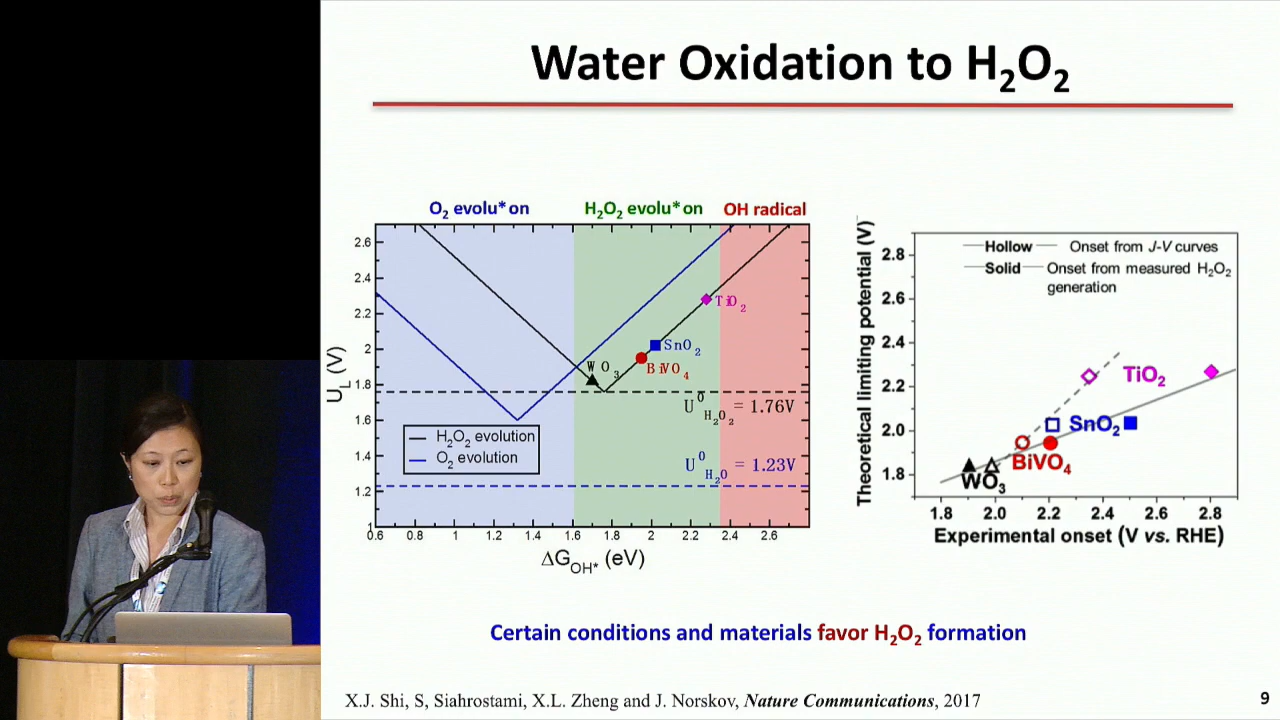 Water Oxidation to H₂O₂
O₂ evolu*on
H₂O₂ evolu*on
OH radical
U_L (V)
2.6
2.4
2.2
2
1.8
1.6
1.4
1.2
1
TiO₂
SnO₂
WO₃
BiVO₄
U⁰H₂O₂ = 1.76V
U⁰H₂O = 1.23V
H₂O₂ evolution
O₂ evolution
0.6 0.8 1 1.2 1.4 1.6 1.8 2 2.2 2.4 2.6
ΔG_OH* (eV)
Theoretical limiting potential (V)
2.8
2.6
2.4
2.2
2.0
1.8
Hollow — Onset from J-V curves
Solid — Onset from measured H₂O₂
generation
TiO₂
SnO₂
BiVO₄
WO₃
1.8 2.0 2.2 2.4 2.6 2.8
Experimental onset (V vs. RHE)
Certain conditions and materials favor H₂O₂ formation
X.J. Shi, S, Siahrostami, X.L. Zheng and J. Norskov, Nature Communications, 2017
9